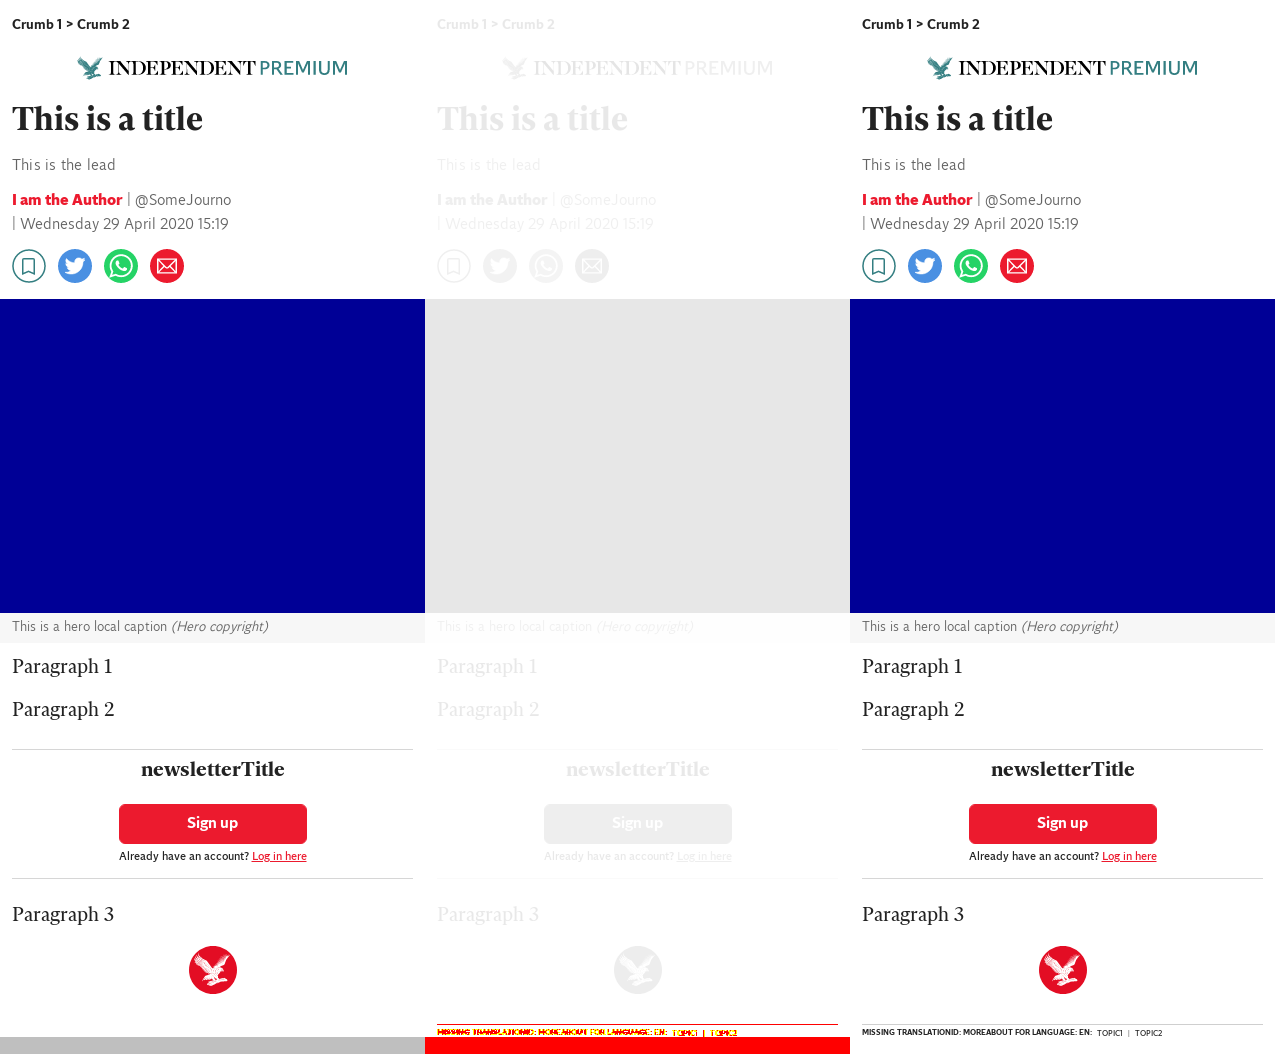 Crumb 1 > Crumb 2
INDEPENDENT PREMIUM
This is a title
This is the lead
I am the Author | @SomeJourno
| Wednesday 29 April 2020 15:19
This is a hero local caption (Hero copyright)
Paragraph 1
Paragraph 2
newsletterTitle
Sign up
Already have an account? Log in here
Paragraph 3
Crumb 1 > Crumb 2
INDEPENDENT PREMIUM
This is a title
This is the lead
I am the Author | @SomeJourno
| Wednesday 29 April 2020 15:19
This is a hero local caption (Hero copyright)
Paragraph 1
Paragraph 2
newsletterTitle
Sign up
Already have an account? Log in here
Paragraph 3
MISSING TRANSLATIONID: MOREABOUT FOR LANGUAGE: EN: TOPIC1 | TOPIC2
Crumb 1 > Crumb 2
INDEPENDENT PREMIUM
This is a title
This is the lead
I am the Author | @SomeJourno
| Wednesday 29 April 2020 15:19
This is a hero local caption (Hero copyright)
Paragraph 1
Paragraph 2
newsletterTitle
Sign up
Already have an account? Log in here
Paragraph 3
MISSING TRANSLATIONID: MOREABOUT FOR LANGUAGE: EN: TOPIC1 | TOPIC2